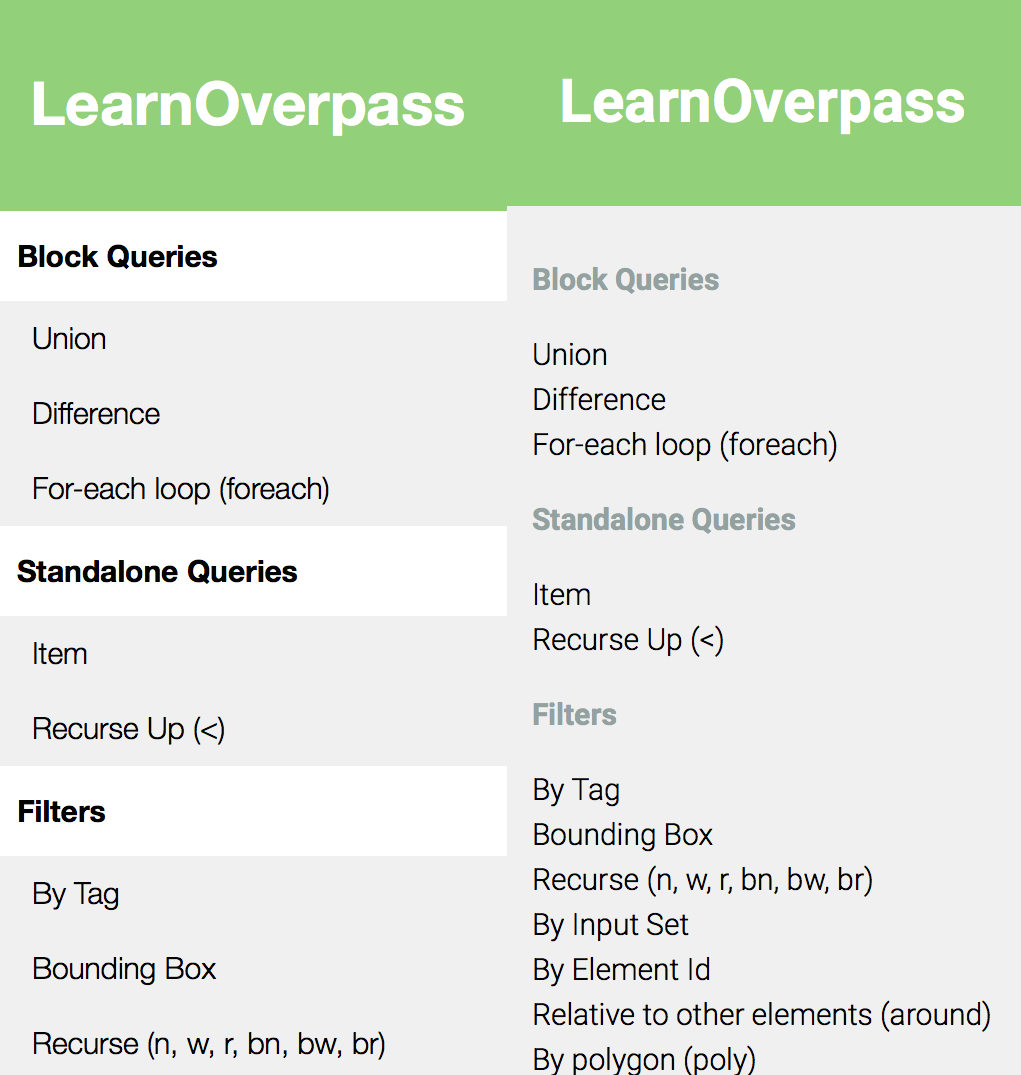 LearnOverpass
Block Queries
Union
Difference
For-each loop (foreach)
Standalone Queries
Item
Recurse Up (<)
Filters
By Tag
Bounding Box
Recurse (n, w, r, bn, bw, br)
LearnOverpass
Block Queries
Union
Difference
For-each loop (foreach)
Standalone Queries
Item
Recurse Up (<)
Filters
By Tag
Bounding Box
Recurse (n, w, r, bn, bw, br)
By Input Set
By Element Id
Relative to other elements (around)
By polygon (poly)